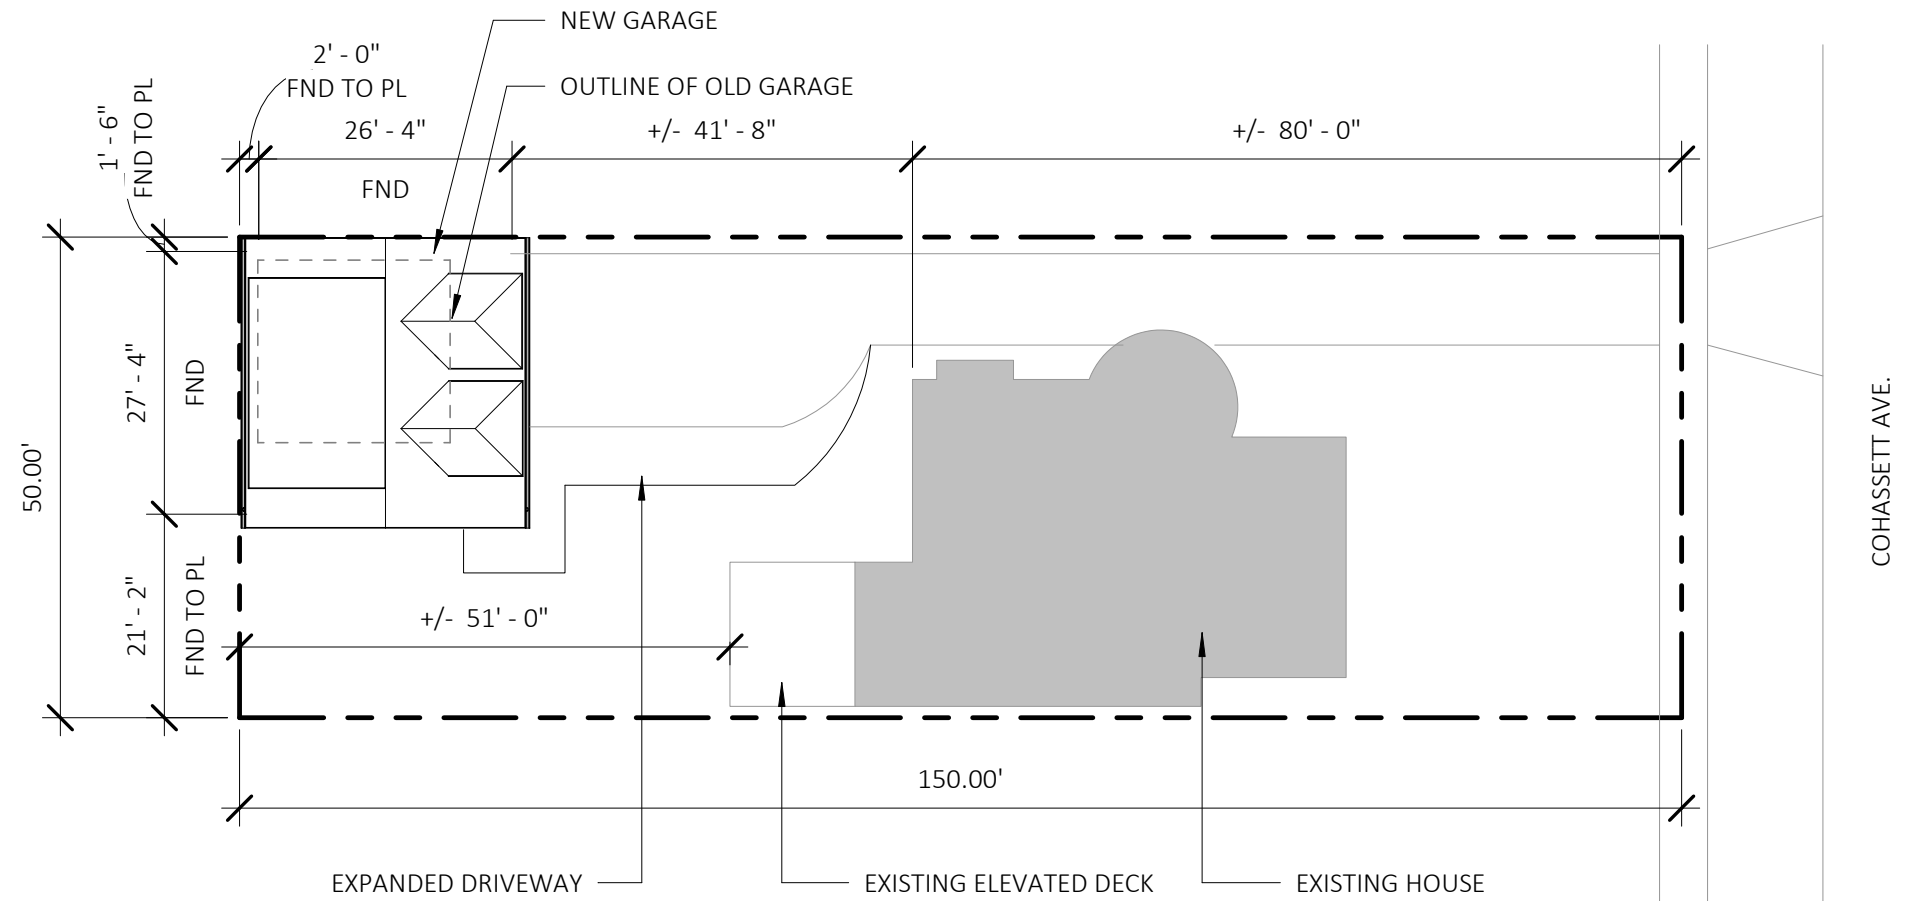 NEW GARAGE
2' - 0"
FND TO PL
OUTLINE OF OLD GARAGE
1' - 6"
FND TO PL
26' - 4"
+/-  41' - 8"
+/-  80' - 0"
FND
27' - 4"
FND
50.00'
COHASSETT AVE.
21' - 2"
FND TO PL
+/-  51' - 0"
150.00'
EXPANDED DRIVEWAY
EXISTING ELEVATED DECK
EXISTING HOUSE